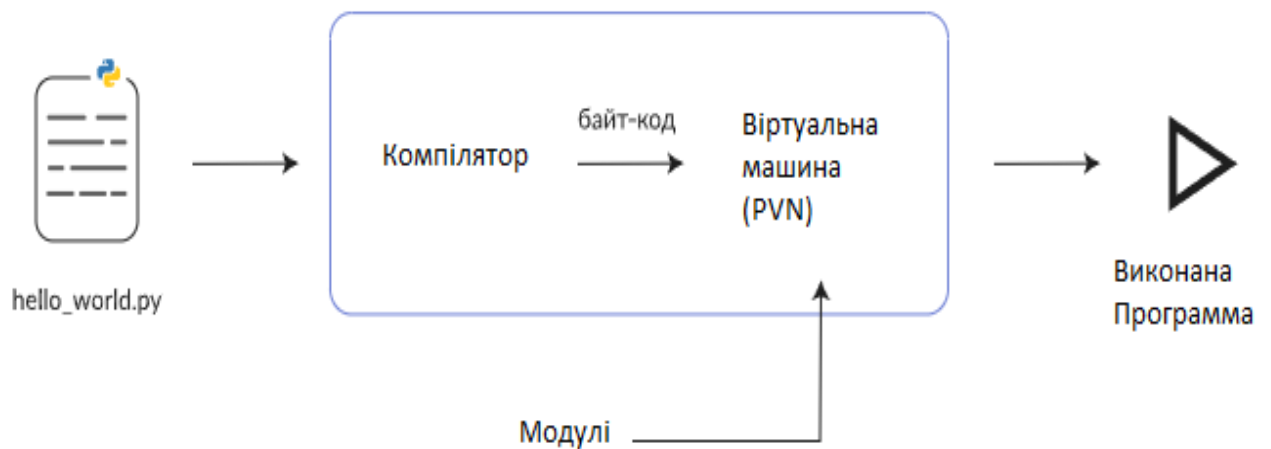 hello_world.py
Компілятор
байт-код
Віртуальна
машина
(PVN)
Модулі
Виконана
Программа